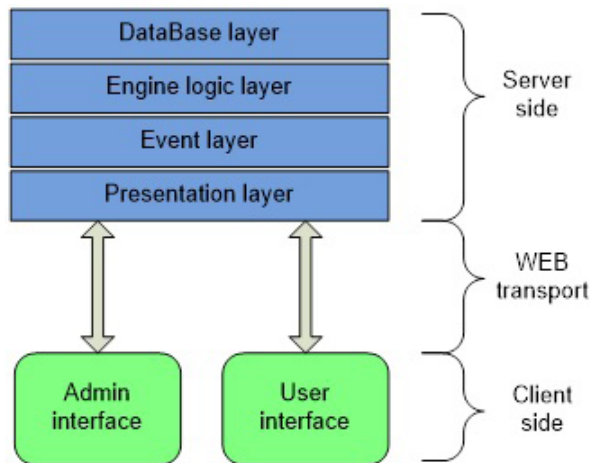 DataBase layer
Engine logic layer
Event layer
Presentation layer
Server
side
WEB
transport
Admin
interface
User
interface
Client
side